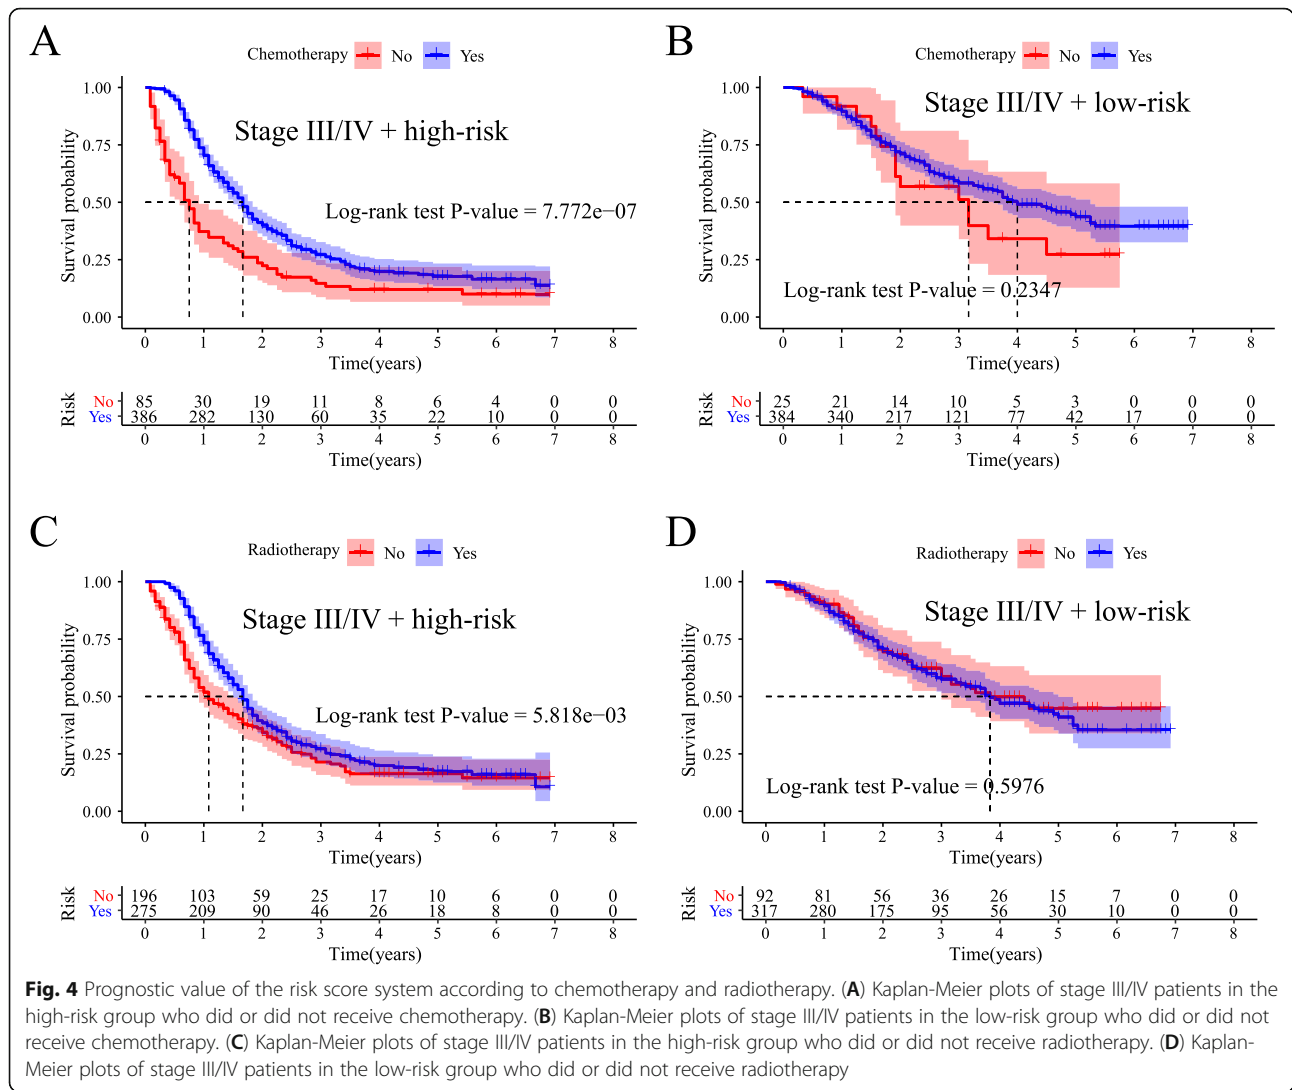 A
Chemotherapy No Yes
Stage III/IV + high-risk
Log-rank test P-value = 7.772e−07
Survival probability
1.00
0.75
0.50
0.25
0.00
0 1 2 3 4 5 6 7 8
Time(years)
Risk
No 85 30 19 11 8 6 4 0 0
Yes 386 282 130 60 35 22 10 0 0
0 1 2 3 4 5 6 7 8
Time(years)
B
Chemotherapy No Yes
Stage III/IV + low-risk
Log-rank test P-value = 0.2347
Survival probability
1.00
0.75
0.50
0.25
0.00
0 1 2 3 4 5 6 7 8
Time(years)
Risk
No 25 21 14 10 5 3 0 0 0
Yes 384 340 217 121 77 42 17 0 0
0 1 2 3 4 5 6 7 8
Time(years)
C
Radiotherapy No Yes
Stage III/IV + high-risk
Log-rank test P-value = 5.818e−03
Survival probability
1.00
0.75
0.50
0.25
0.00
0 1 2 3 4 5 6 7 8
Time(years)
Risk
No 196 103 59 25 17 10 6 0 0
Yes 275 209 90 46 26 18 8 0 0
0 1 2 3 4 5 6 7 8
Time(years)
D
Radiotherapy No Yes
Stage III/IV + low-risk
Log-rank test P-value = 0.5976
Survival probability
1.00
0.75
0.50
0.25
0.00
0 1 2 3 4 5 6 7 8
Time(years)
Risk
No 92 81 56 36 26 15 7 0 0
Yes 317 280 175 95 56 30 10 0 0
0 1 2 3 4 5 6 7 8
Time(years)
Fig. 4 Prognostic value of the risk score system according to chemotherapy and radiotherapy. (A) Kaplan-Meier plots of stage III/IV patients in the
high-risk group who did or did not receive chemotherapy. (B) Kaplan-Meier plots of stage III/IV patients in the low-risk group who did or did not
receive chemotherapy. (C) Kaplan-Meier plots of stage III/IV patients in the high-risk group who did or did not receive radiotherapy. (D) Kaplan-
Meier plots of stage III/IV patients in the low-risk group who did or did not receive radiotherapy